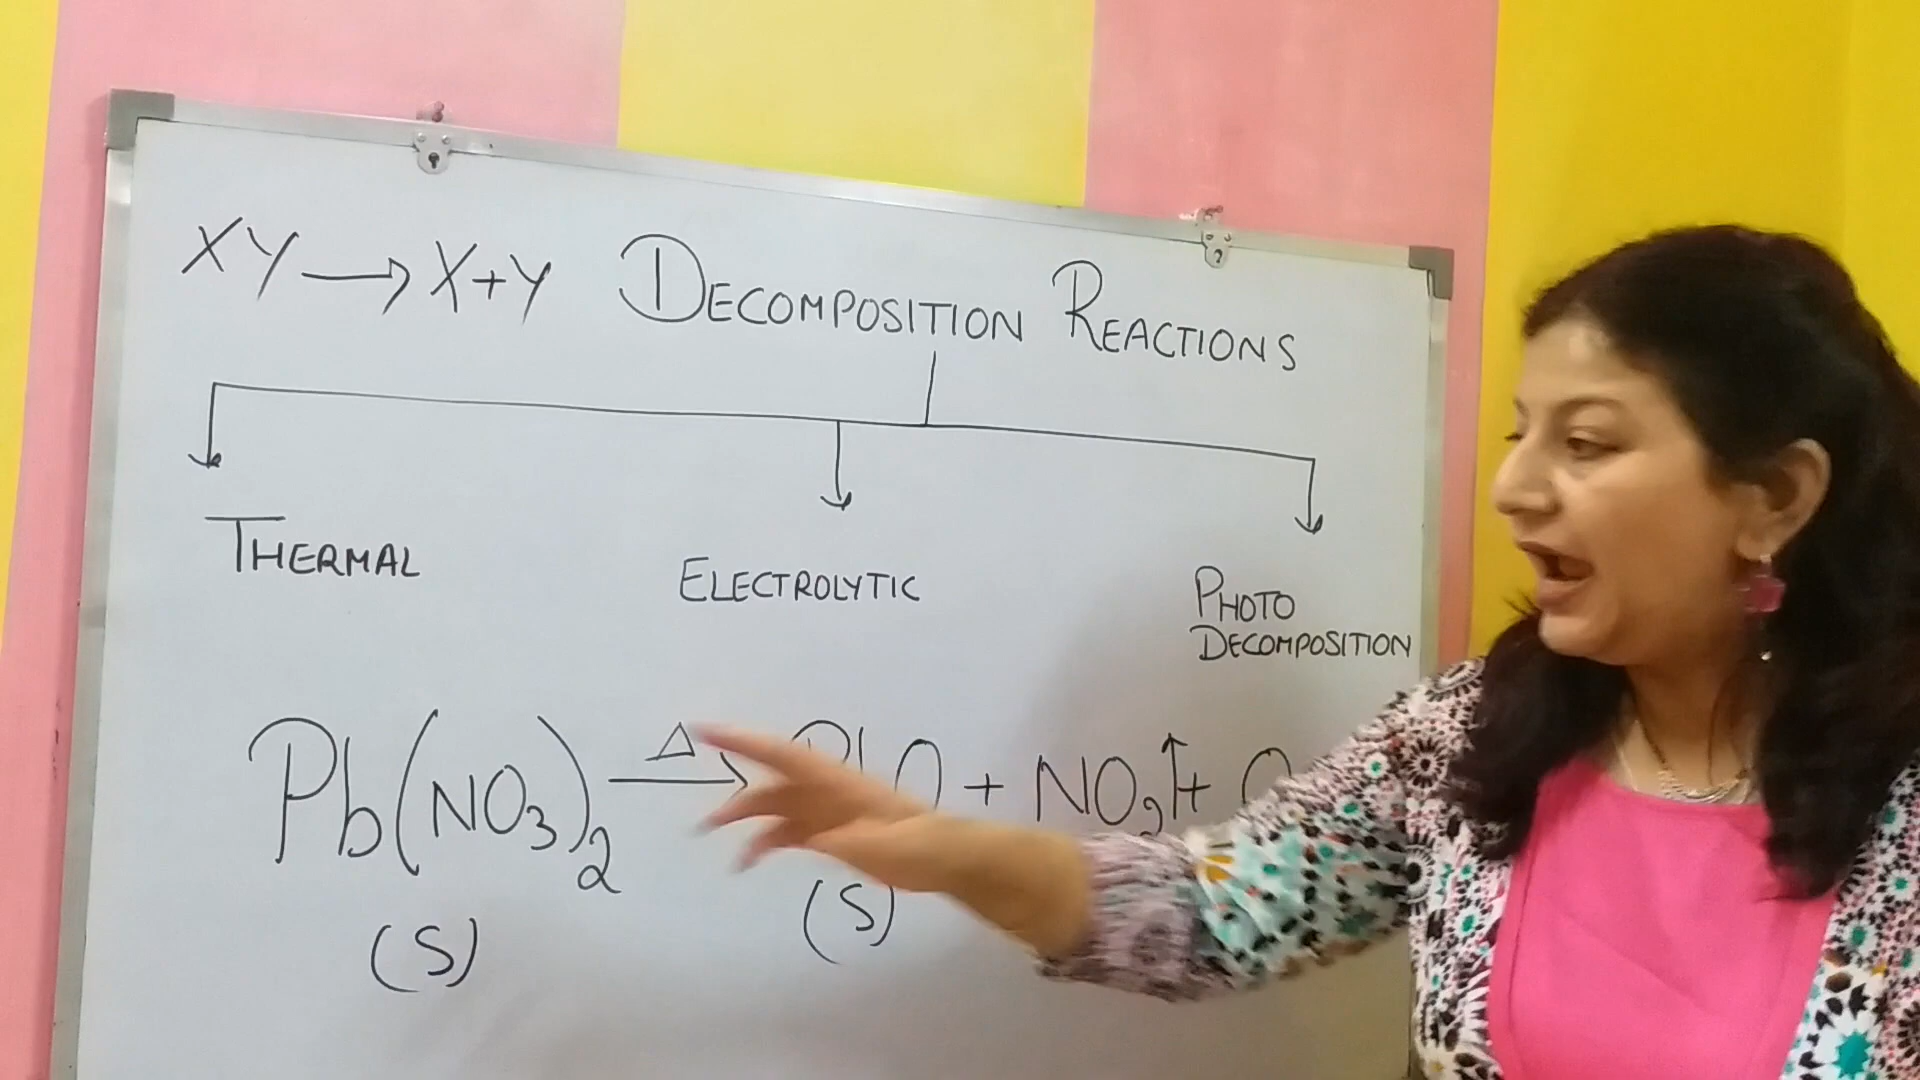 XY → X+Y DECOMPOSITION REACTIONS
THERMAL
ELECTROLYTIC
PHOTO
DECOMPOSITION
Pb(NO₃)₂ —Δ→ PbO + NO₂↑+ O
(S) (S)